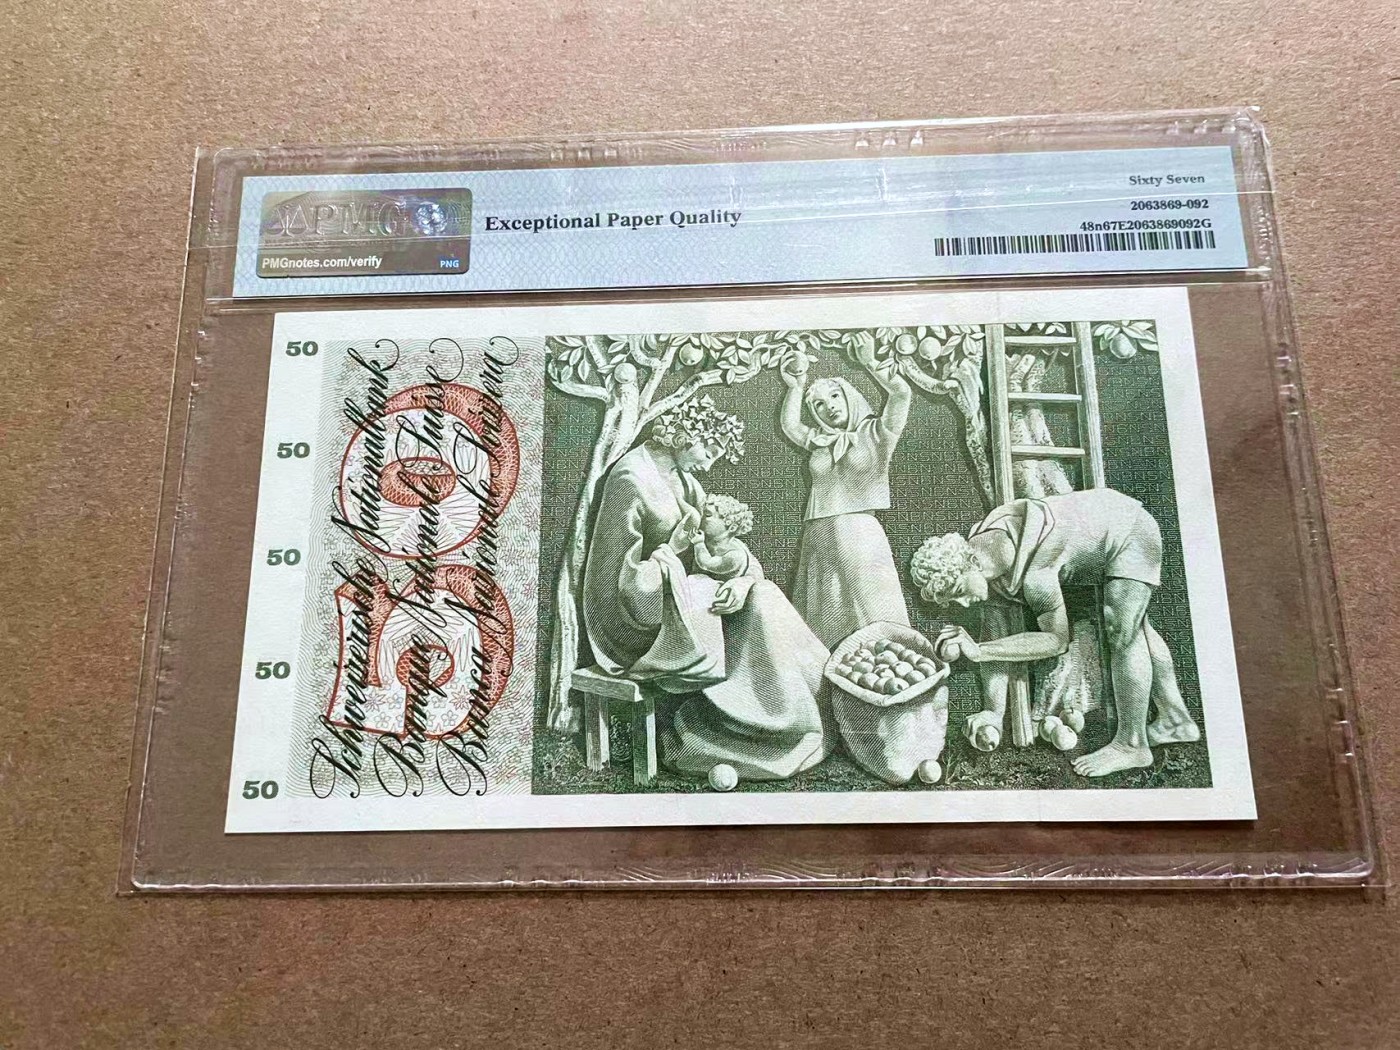 PMG
PMGnotes.com/verify
PNG
Exceptional Paper Quality
Sixty Seven
2063869-092
48n67E2063869092G
50
50
50
50
50
50
Schweizerische Nationalbank
Banque Nationale Suisse
Banca Nazionale Svizzera